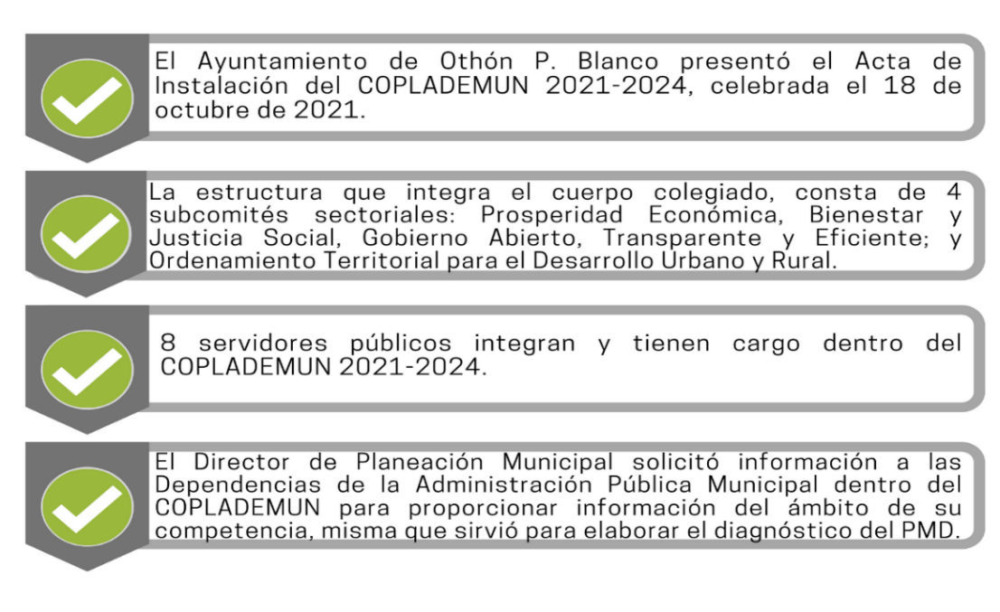 El Ayuntamiento de Othón P. Blanco presentó el Acta de
Instalación del COPLADEMUN 2021-2024, celebrada el 18 de
octubre de 2021.
La estructura que integra el cuerpo colegiado, consta de 4
subcomités sectoriales: Prosperidad Económica, Bienestar y
Justicia Social, Gobierno Abierto, Transparente y Eficiente; y
Ordenamiento Territorial para el Desarrollo Urbano y Rural.
8 servidores públicos integran y tienen cargo dentro del
COPLADEMUN 2021-2024.
El Director de Planeación Municipal solicitó información a las
Dependencias de la Administración Pública Municipal dentro del
COPLADEMUN para proporcionar información del ámbito de su
competencia, misma que sirvió para elaborar el diagnóstico del PMD.